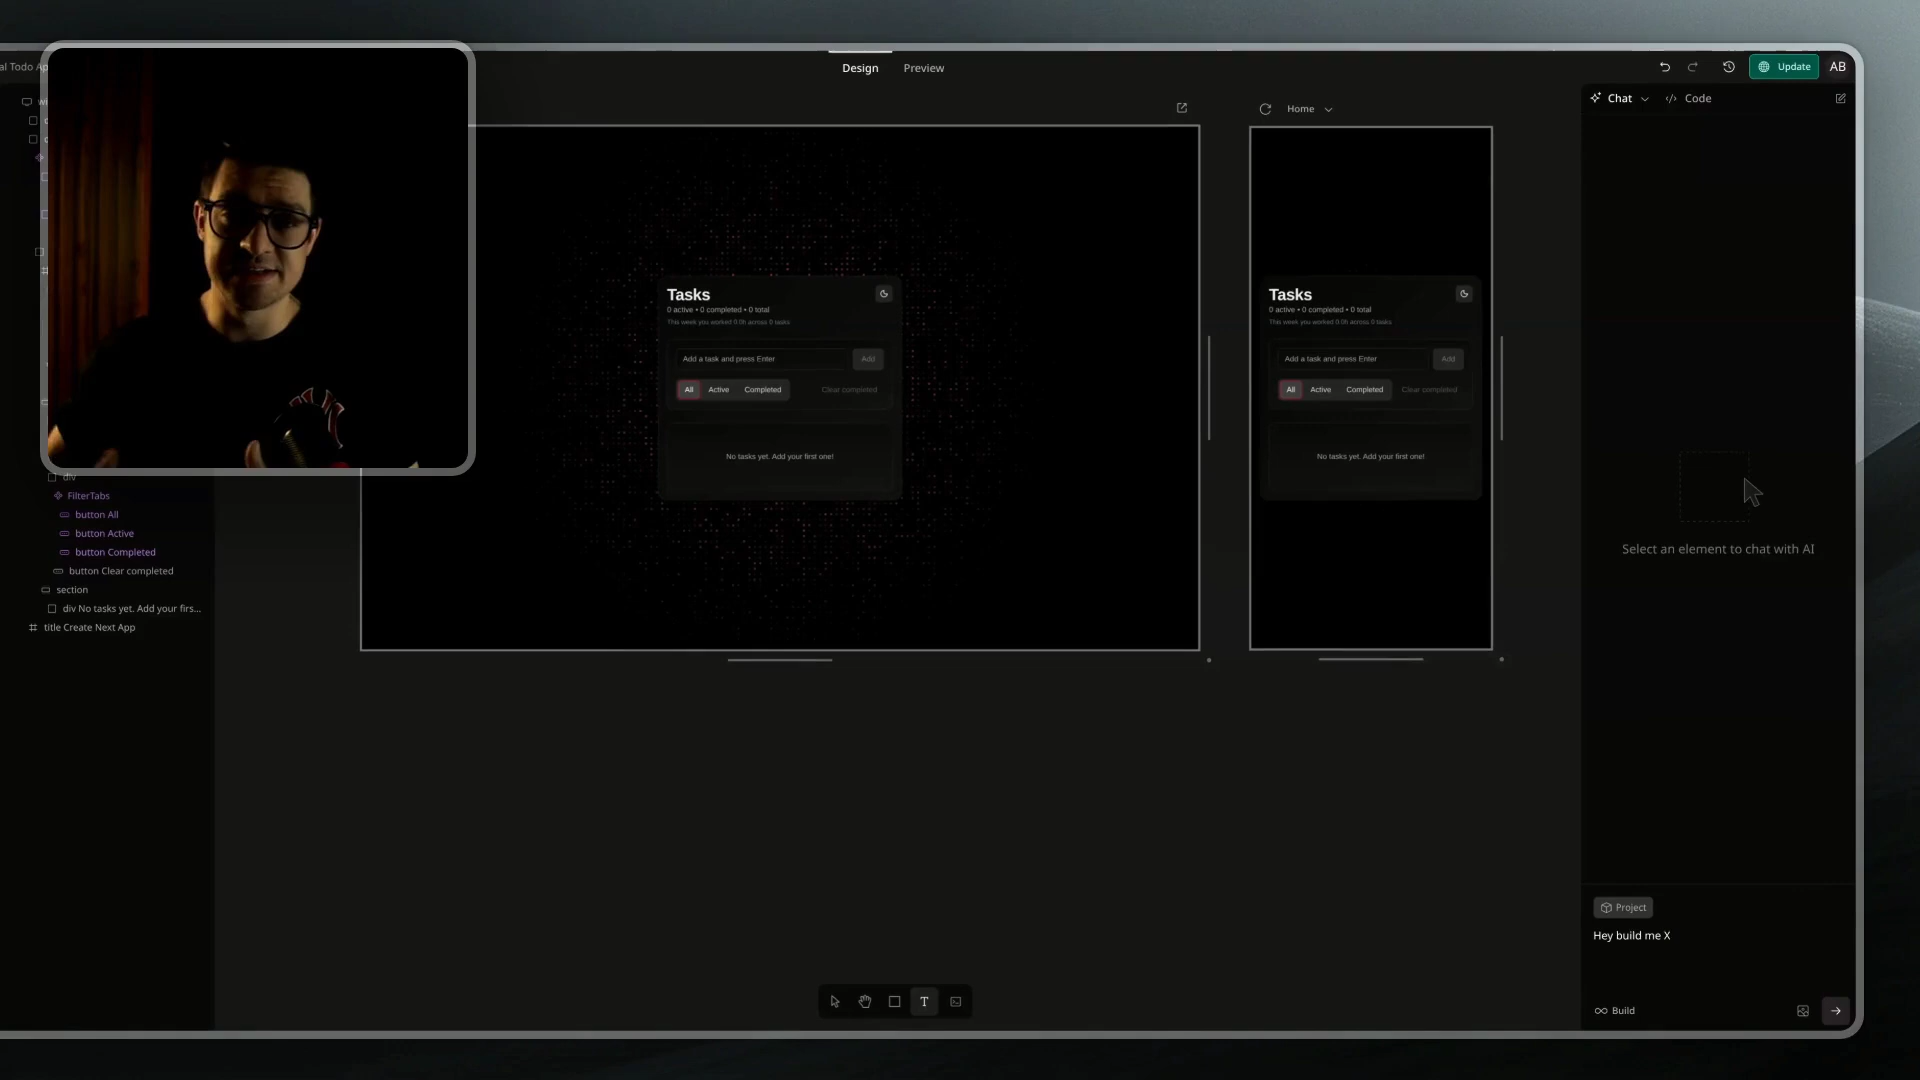 al Todo Ap
Design
Preview
Update
AB
Home
Chat
Code
Tasks
0 active • 0 completed • 0 total
This week you worked 0.0h across 0 tasks
Add a task and press Enter
Add
All
Active
Completed
Clear completed
No tasks yet. Add your first one!
Tasks
0 active • 0 completed • 0 total
This week you worked 0.0h across 0 tasks
Add a task and press Enter
Add
All
Active
Completed
Clear completed
No tasks yet. Add your first one!
div
FilterTabs
button All
button Active
button Completed
button Clear completed
section
div No tasks yet. Add your firs...
title Create Next App
Select an element to chat with AI
Project
Hey build me X
T
Build